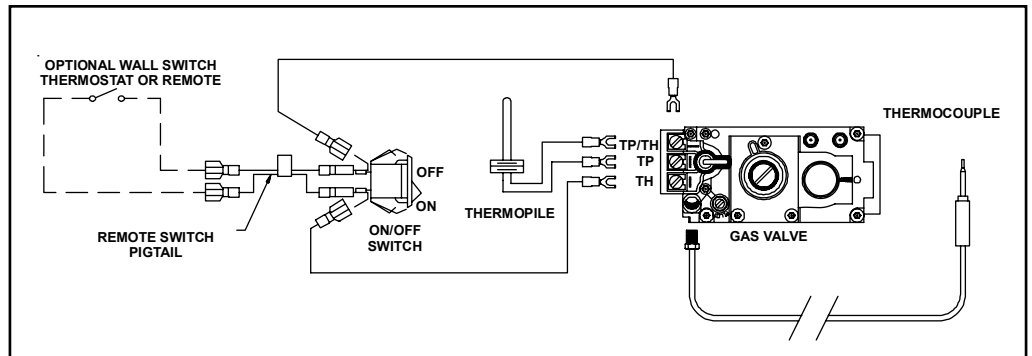 OPTIONAL WALL SWITCH
THERMOSTAT OR REMOTE
THERMOCOUPLE
TP/TH
TP
TH
OFF
ON
THERMOPILE
ON/OFF
SWITCH
REMOTE SWITCH
PIGTAIL
GAS VALVE